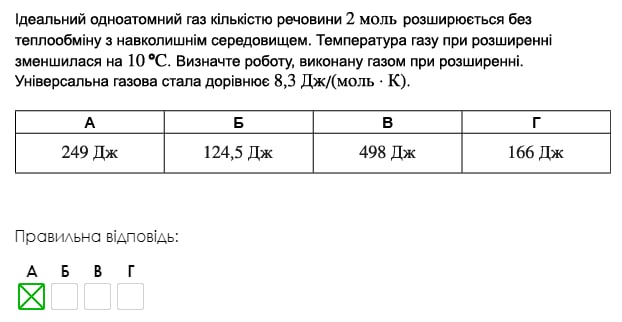 Ідеальний одноатомний газ кількістю речовини 2 моль розширюється без
теплообміну з навколишнім середовищем. Температура газу при розширенні
зменшилася на 10 ºС. Визначте роботу, виконану газом при розширенні.
Універсальна газова стала дорівнює 8,3 Дж/(моль · К).
А Б В Г
249 Дж 124,5 Дж 498 Дж 166 Дж
Правильна відповідь:
А Б В Г